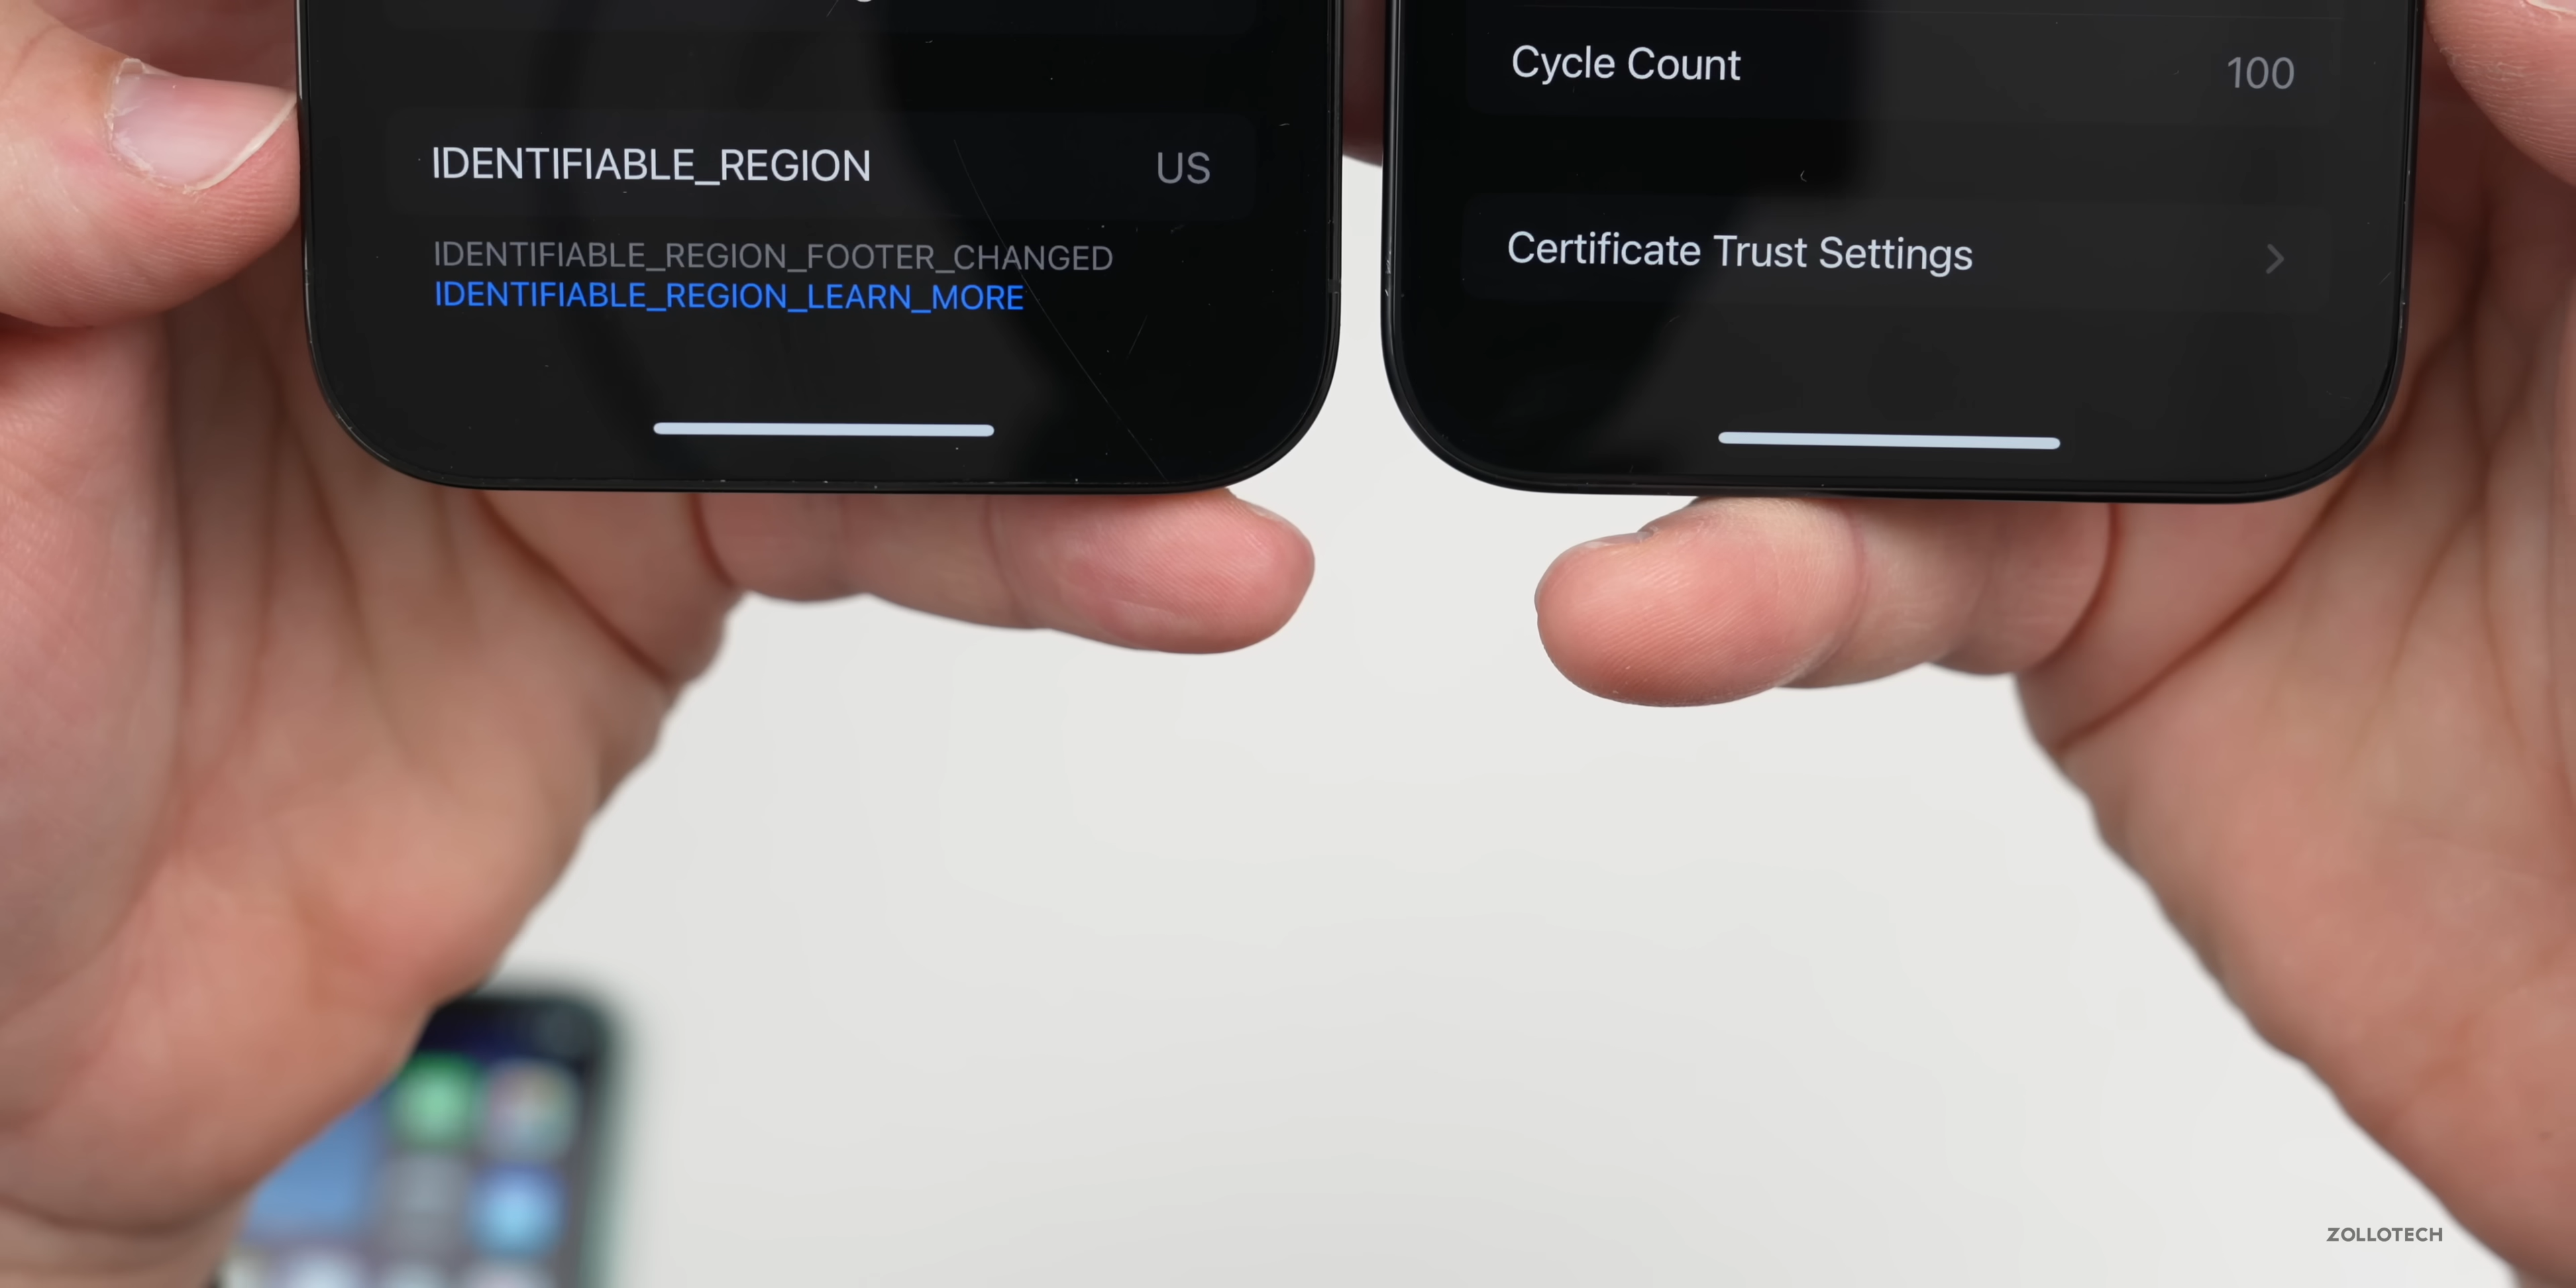 IDENTIFIABLE_REGION US
IDENTIFIABLE_REGION_FOOTER_CHANGED
IDENTIFIABLE_REGION_LEARN_MORE
Cycle Count 100
Certificate Trust Settings
ZOLLOTECH